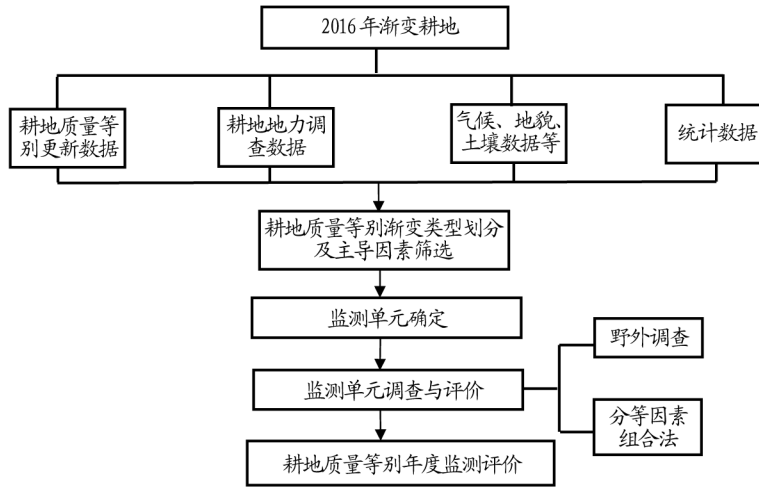 2016年渐变耕地
耕地质量等
别更新数据
耕地地力调
查数据
气候、地貌、
土壤数据等
统计数据
耕地质量等别渐变类型划分
及主导因素筛选
监测单元确定
野外调查
监测单元调查与评价
分等因素
组合法
耕地质量等别年度监测评价